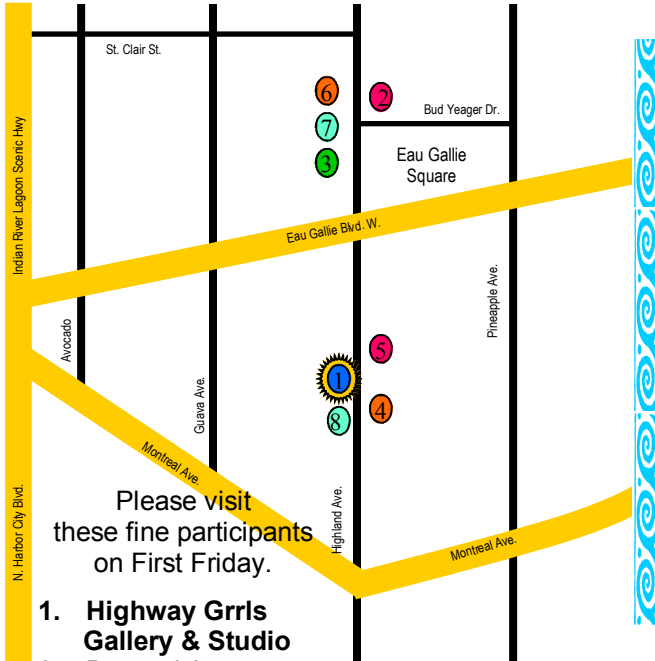 St. Clair St.
6
2
Bud Yeager Dr.
7
3
Eau Gallie
Square
Indian River Lagoon Scenic Hwy
Eau Gallie Blvd. W.
Pineapple Ave.
Avocado
5
1
Guava Ave.
4
8
Montreal Ave.
Highland Ave.
Montreal Ave.
N. Harbor City Blvd.
Please visit
these fine participants
on First Friday.
1. Highway Grrls
Gallery & Studio